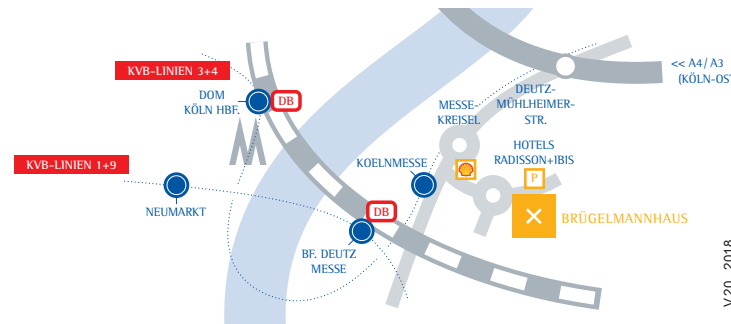 KVB-LINIEN 3+4
DOM
KÖLN HBF.
DB
KVB-LINIEN 1+9
NEUMARKT
DB
BF. DEUTZ
MESSE
KOELNMESSE
MESSE-
KREISEL
DEUTZ-
MÜHLHEIMER-
STR.
<< A4/A3
(KÖLN-OST
HOTELS
RADISSON+IBIS
P
BRÜGELMANNHAUS
V.20_2018